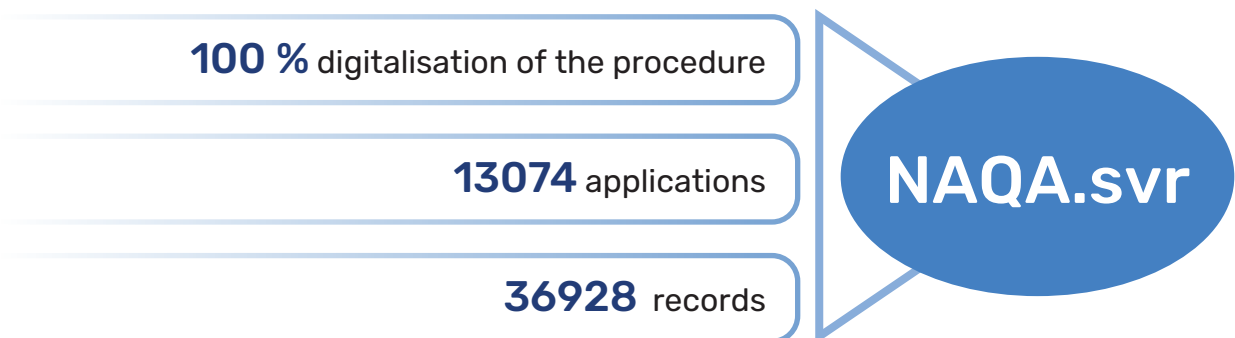 100 % digitalisation of the procedure
13074 applications
36928 records
NAQA.svr